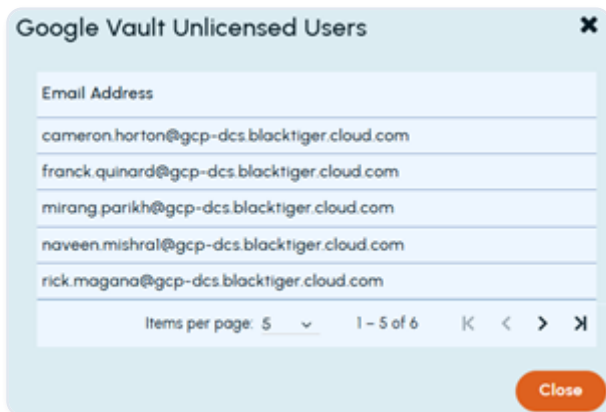 Google Vault Unlicensed Users
Email Address
cameron.horton@gcp-dcs.blacktiger.cloud.com
franck.quinard@gcp-dcs.blacktiger.cloud.com
mirang.parikh@gcp-dcs.blacktiger.cloud.com
naveen.mishra1@gcp-dcs.blacktiger.cloud.com
rick.magana@gcp-dcs.blacktiger.cloud.com
Items per page: 5 1 – 5 of 6
Close